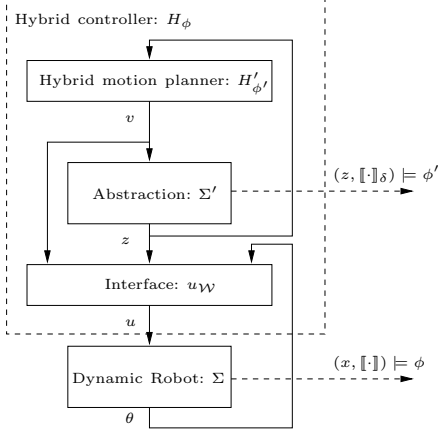 Hybrid controller: H_ϕ
Hybrid motion planner: H′_ϕ′
v
Abstraction: Σ′
(z, ⟦·⟧_δ) ⊨ ϕ′
z
Interface: u_𝒲
u
(x, ⟦·⟧) ⊨ ϕ
Dynamic Robot: Σ
θ